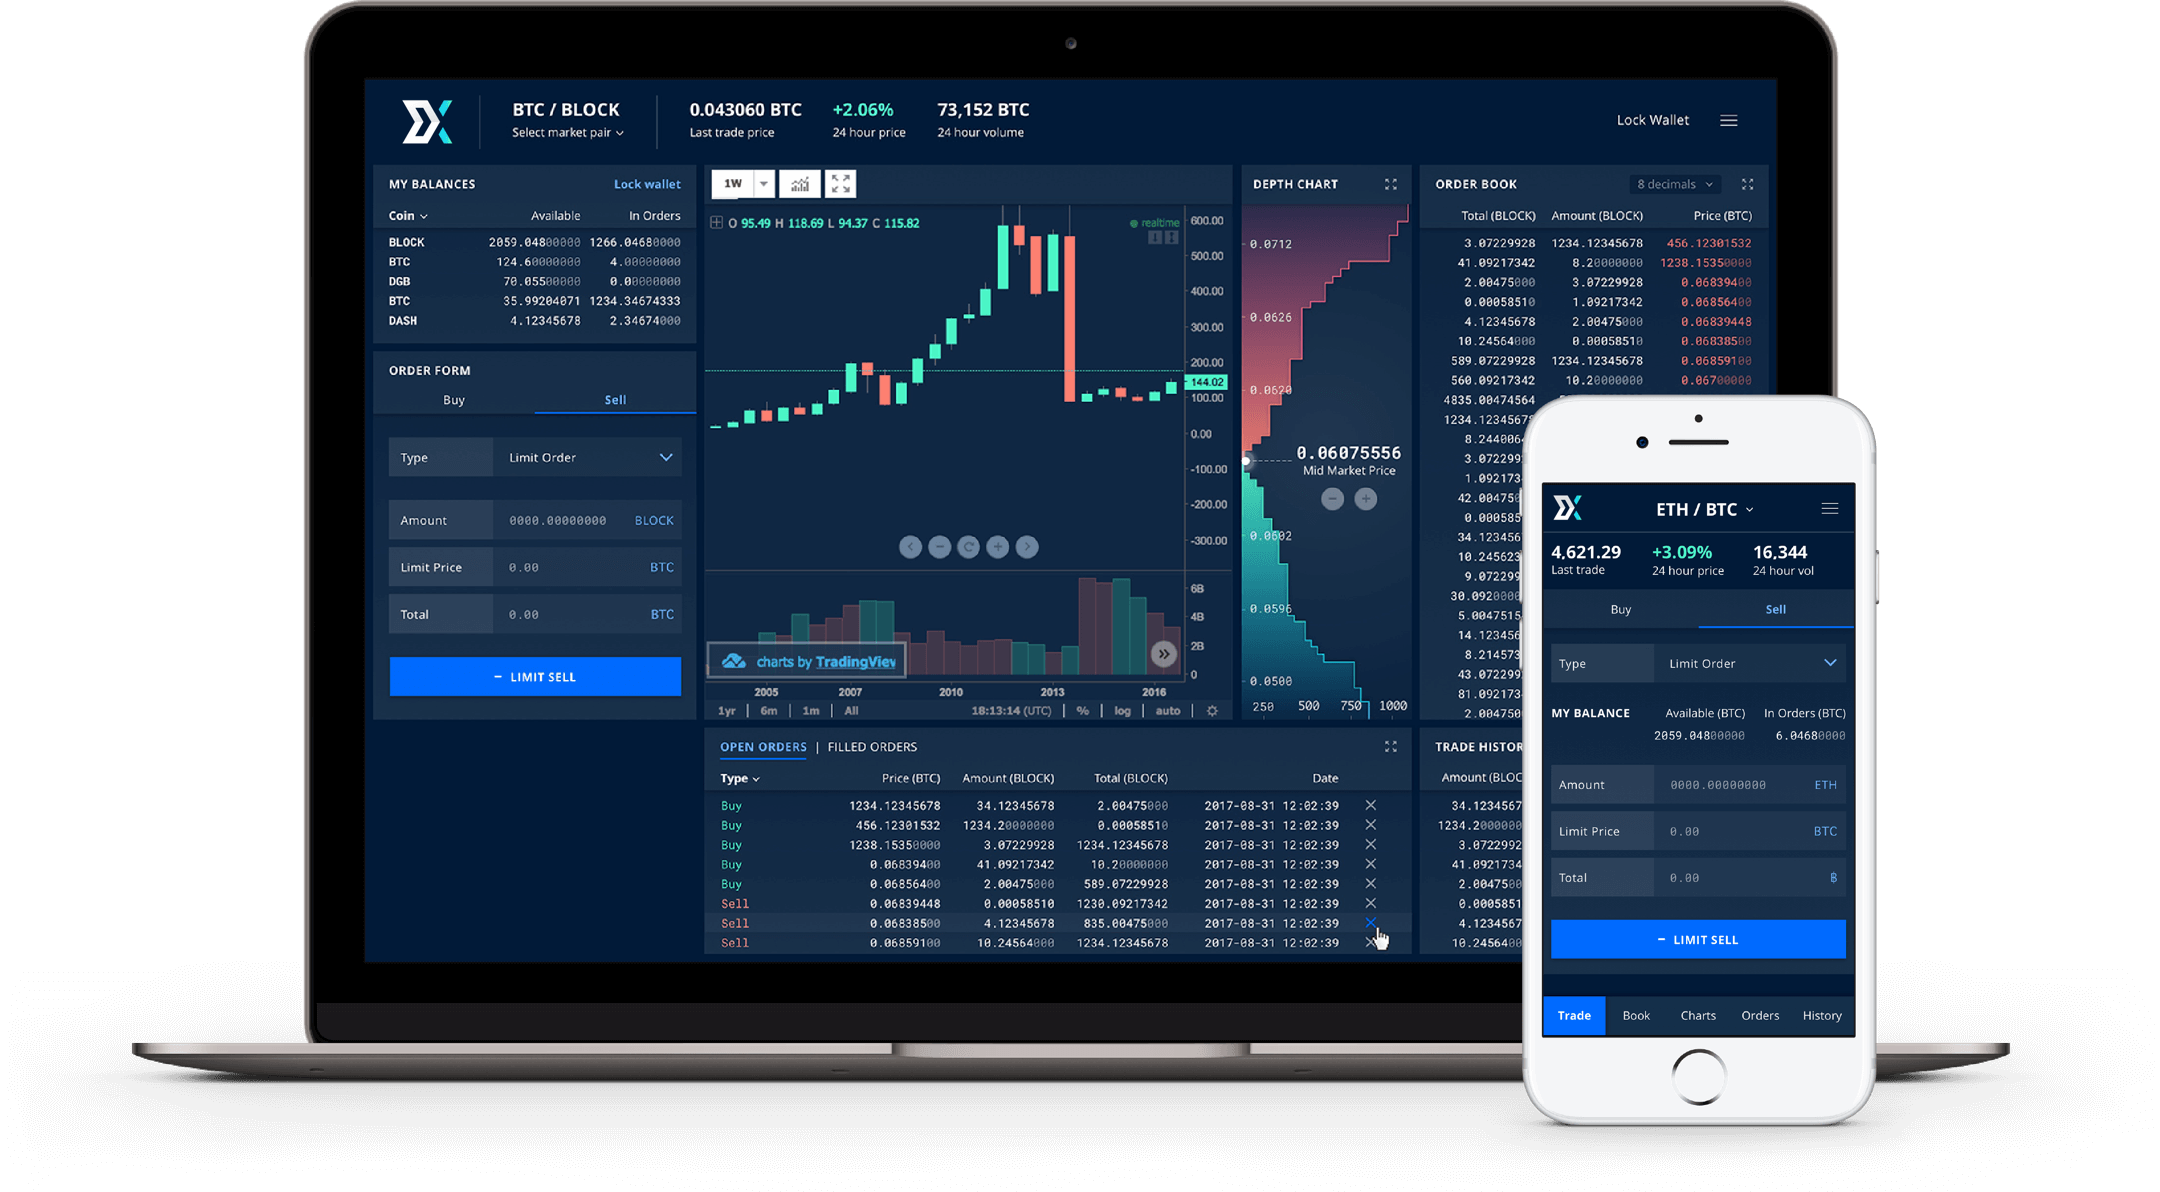 BTC / BLOCK
Select market pair
0.043060 BTC
Last trade price
+2.06%
24 hour price
73,152 BTC
24 hour volume
Lock Wallet
MY BALANCES Lock wallet
Coin Available In Orders
BLOCK 2059.04800000 1266.04680000
BTC 124.60000000 4.00000000
DGB 70.05500000 0.00000000
BTC 35.99204071 1234.34674333
DASH 4.12345678 2.34674000
ORDER FORM
Buy Sell
Type Limit Order
Amount 0000.00000000 BLOCK
Limit Price 0.00 BTC
Total 0.00 BTC
– LIMIT SELL
1W
O 95.49 H 118.69 L 94.37 C 115.82
realtime
600.00
500.00
400.00
300.00
200.00
144.02
100.00
0.00
-100.00
-200.00
-300.00
6B
4B
2B
0
charts by TradingView
2005 2007 2010 2013 2016
1yr | 6m | 1m | All 18:13:14 (UTC) | % | log | auto |
DEPTH CHART
0.0712
0.0626
0.0620
0.06075556
Mid Market Price
0.0602
0.0596
0.0500
250 500 750 1000
ORDER BOOK 8 decimals
Total (BLOCK) Amount (BLOCK) Price (BTC)
3.07229928 1234.12345678 456.12301532
41.09217342 8.20000000 1238.15350000
2.00475000 3.07229928 0.06839400
0.00058510 1.09217342 0.06856400
4.12345678 2.00475000 0.06839448
10.24564000 0.00058510 0.06838500
589.07229928 1234.12345678 0.06859100
560.09217342 10.20000000 0.06700000
4835.00474564
1234.1234567
8.2440064
3.072299
1.092173
42.00475
0.000585
34.123456
10.245623
9.072299
30.092000
5.0047515
14.123456
8.214573
43.072299
81.092173
2.004750
OPEN ORDERS | FILLED ORDERS
Type Price (BTC) Amount (BLOCK) Total (BLOCK) Date
Buy 1234.12345678 34.12345678 2.00475000 2017-08-31 12:02:39
Buy 456.12301532 1234.20000000 0.00058510 2017-08-31 12:02:39
Buy 1238.15350000 3.07229928 1234.12345678 2017-08-31 12:02:39
Buy 0.06839400 41.09217342 10.20000000 2017-08-31 12:02:39
Buy 0.06856400 2.00475000 589.07229928 2017-08-31 12:02:39
Sell 0.06839448 0.00058510 1230.09217342 2017-08-31 12:02:39
Sell 0.06838500 4.12345678 835.00475000 2017-08-31 12:02:39
Sell 0.06859100 10.24564000 1234.12345678 2017-08-31 12:02:39
TRADE HISTOR
Amount (BLOC
34.1234567
1234.2000000
3.0722992
41.0921734
2.0047500
0.0005851
4.1234567
10.2456400
ETH / BTC
4,621.29
Last trade
+3.09%
24 hour price
16,344
24 hour vol
Buy Sell
Type Limit Order
MY BALANCE Available (BTC) In Orders (BTC)
2059.04800000 6.04680000
Amount 0000.00000000 ETH
Limit Price 0.00 BTC
Total 0.00 ฿
– LIMIT SELL
Trade Book Charts Orders History